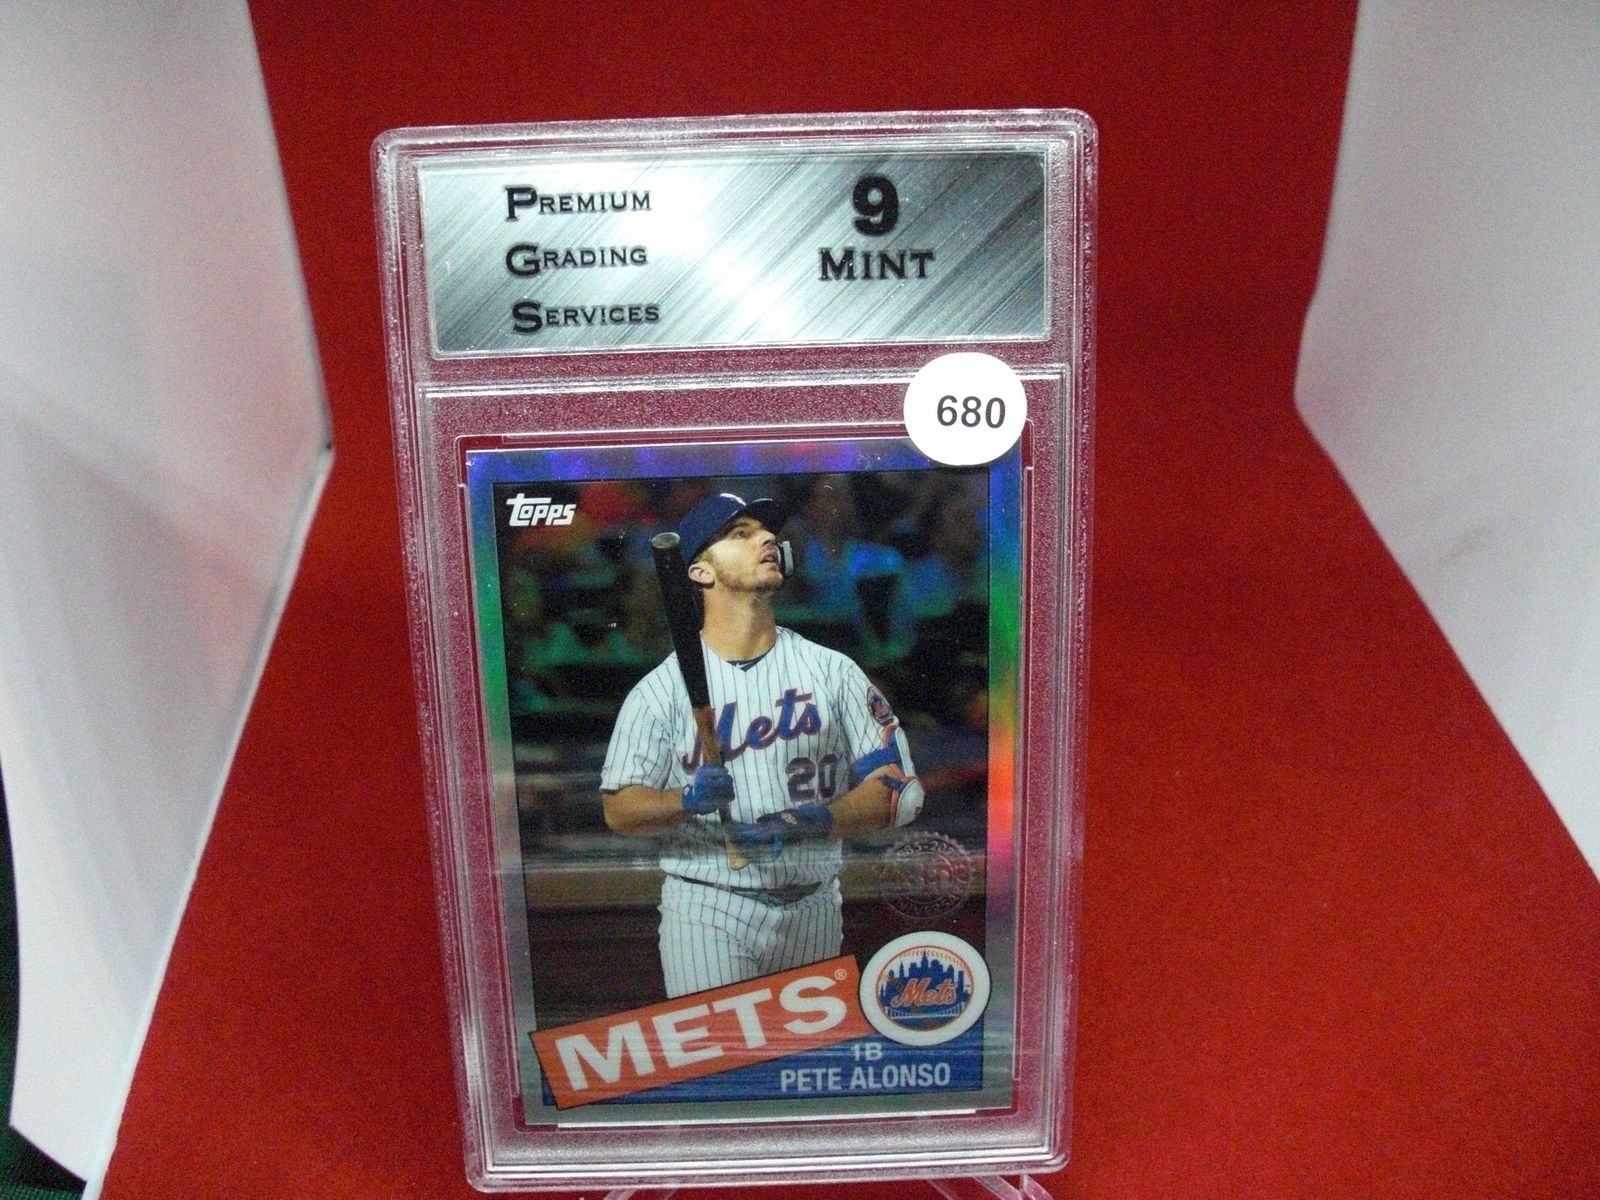 PREMIUM
GRADING
SERVICES
9
MINT
680
topps
Mets
20
Mets
METS®
1B
PETE ALONSO